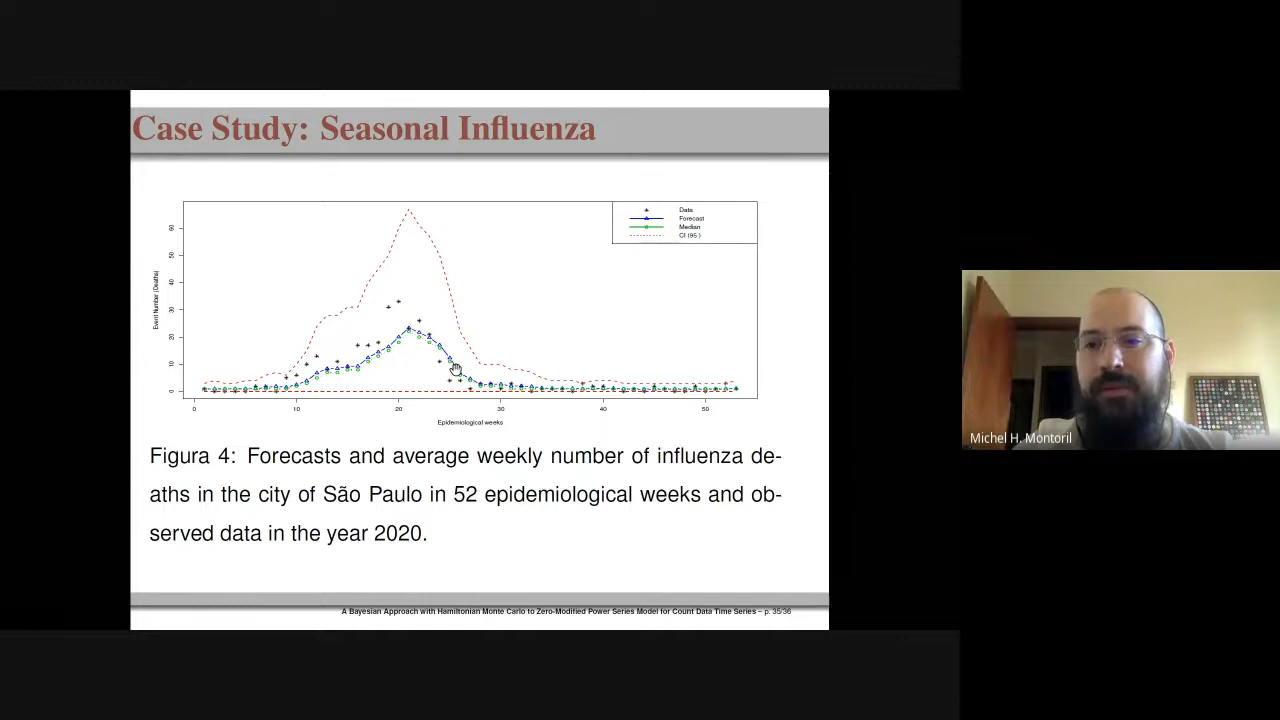 Case Study: Seasonal Influenza
Data
Forecast
Median
CI (95 )
Event Number (Deaths)
0
10
20
30
40
50
60
0
10
20
30
40
50
Epidemiological weeks
Figura 4: Forecasts and average weekly number of influenza de-
aths in the city of São Paulo in 52 epidemiological weeks and ob-
served data in the year 2020.
A Bayesian Approach with Hamiltonian Monte Carlo to Zero-Modified Power Series Model for Count Data Time Series – p. 35/36
Michel H. Montoril